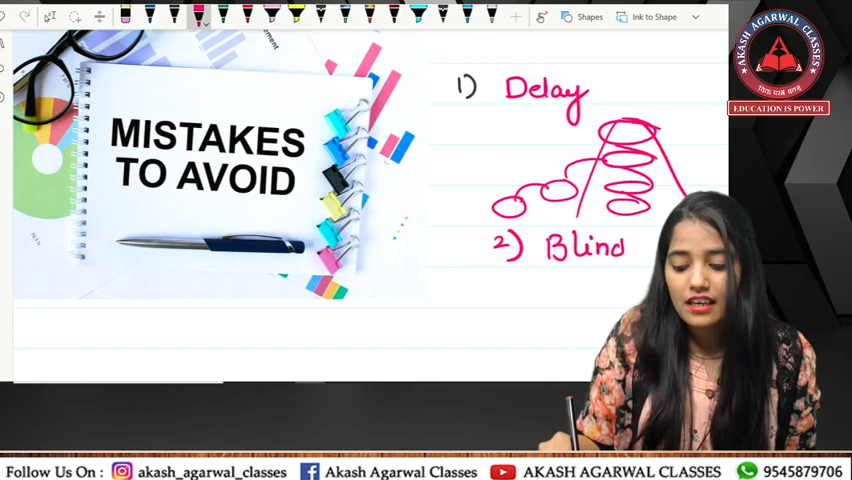 Shapes
Ink to Shape
AKASH AGARWAL CLASSES
EDUCATION IS POWER
MISTAKES
TO AVOID
1) Delay
2) Blind
Follow Us On : akash_agarwal_classes Akash Agarwal Classes AKASH AGARWAL CLASSES 9545879706